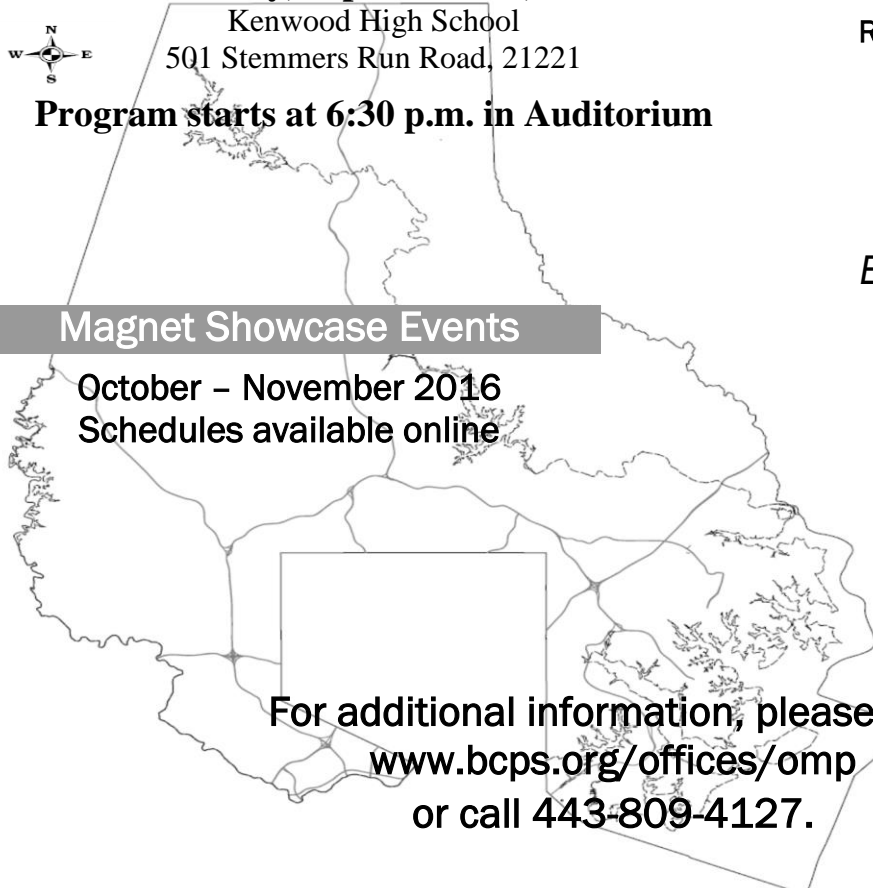 Kenwood High School
501 Stemmers Run Road, 21221
N
W E
S
Program starts at 6:30 p.m. in Auditorium
Magnet Showcase Events
October – November 2016
Schedules available online
For additional information, please
www.bcps.org/offices/omp
or call 443-809-4127.